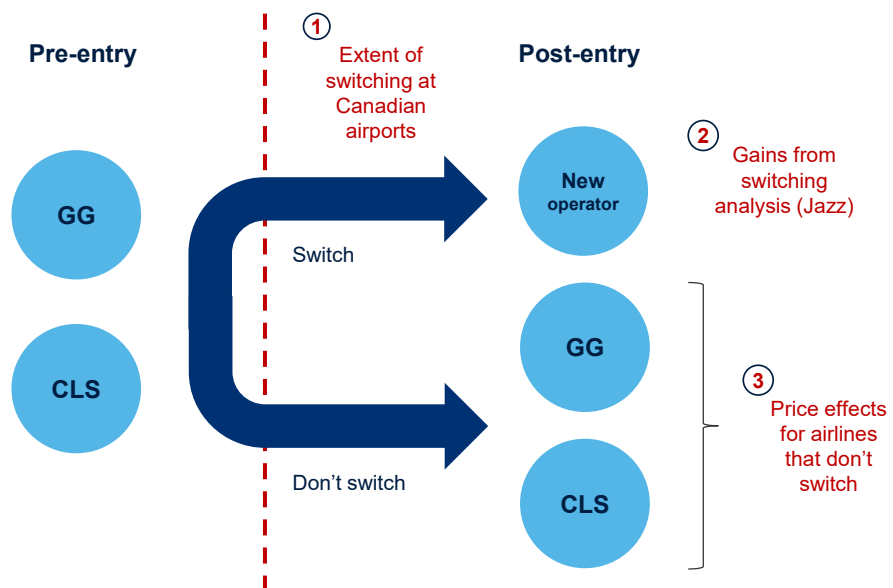 Pre-entry
GG
CLS
1
Extent of
switching at
Canadian
airports
Switch
Don't switch
Post-entry
New
operator
GG
CLS
2
Gains from
switching
analysis (Jazz)
3
Price effects
for airlines
that don't
switch